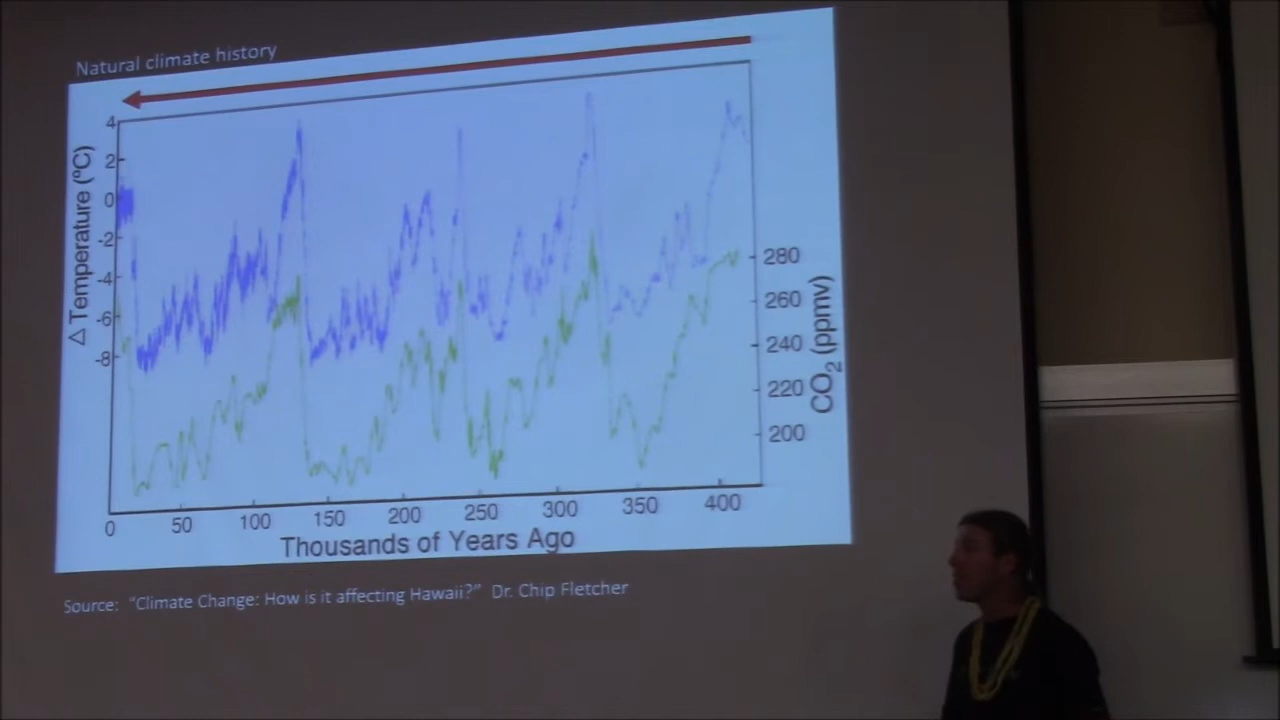 Natural climate history
4
2
0
-2
-4
-6
-8
Δ Temperature (ºC)
280
260
240
220
200
CO2 (ppmv)
0 50 100 150 200 250 300 350 400
Thousands of Years Ago
Source: “Climate Change: How is it affecting Hawaii?” Dr. Chip Fletcher